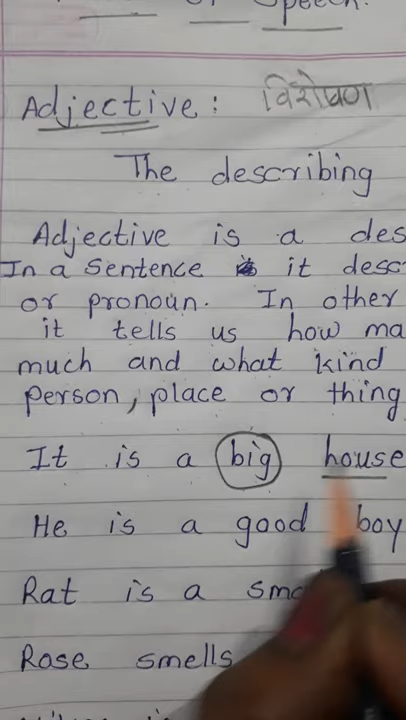 Speech.
Adjective: विशेषण
The describing
Adjective is a des
In a sentence it desc
or pronoun. In other
it tells us how ma
much and what kind
person, place or thing
It is a big house
He is a good boy
Rat is a sma
Rose smells